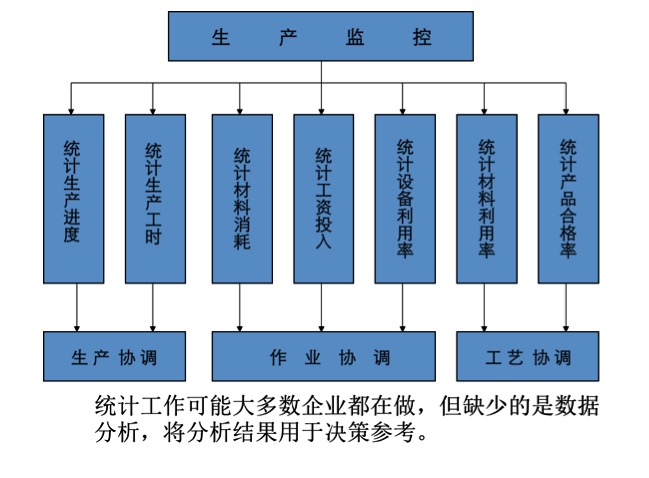 生 产 监 控
统计生产进度
统计生产工时
统计材料消耗
统计工资投入
统计设备利用率
统计材料利用率
统计产品合格率
生产 协调
作 业 协 调
工艺 协调
统计工作可能大多数企业都在做，但缺少的是数据
分析，将分析结果用于决策参考。